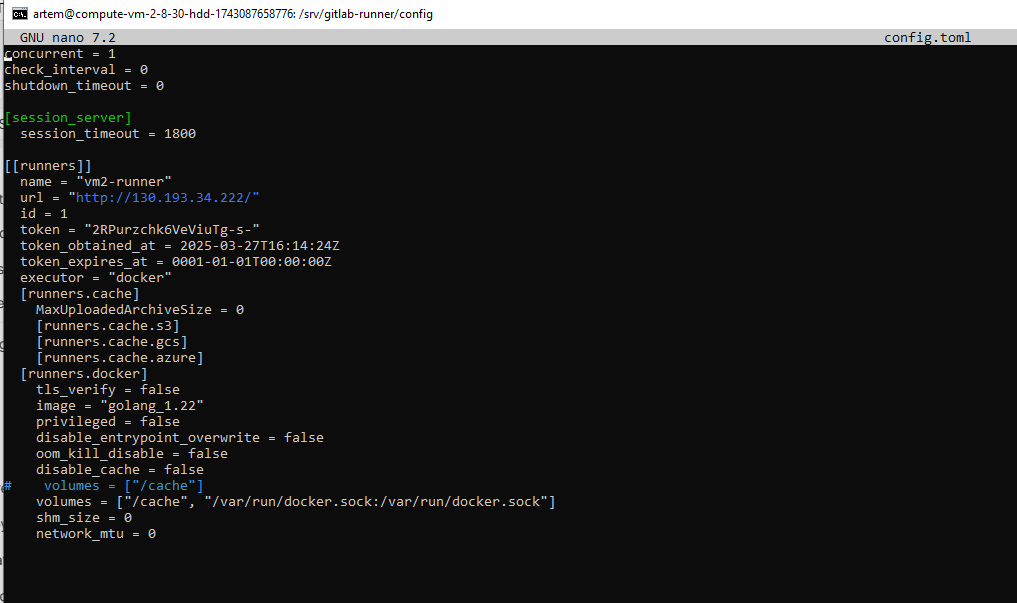 artem@compute-vm-2-8-30-hdd-1743087658776: /srv/gitlab-runner/config
GNU nano 7.2 config.toml
concurrent = 1
check_interval = 0
shutdown_timeout = 0
[session_server]
session_timeout = 1800
[[runners]]
name = "vm2-runner"
url = "http://130.193.34.222/"
id = 1
token = "2RPurzchk6VeViuTg-s-"
token_obtained_at = 2025-03-27T16:14:24Z
token_expires_at = 0001-01-01T00:00:00Z
executor = "docker"
[runners.cache]
MaxUploadedArchiveSize = 0
[runners.cache.s3]
[runners.cache.gcs]
[runners.cache.azure]
[runners.docker]
tls_verify = false
image = "golang_1.22"
privileged = false
disable_entrypoint_overwrite = false
oom_kill_disable = false
disable_cache = false
# volumes = ["/cache"]
volumes = ["/cache", "/var/run/docker.sock:/var/run/docker.sock"]
shm_size = 0
network_mtu = 0